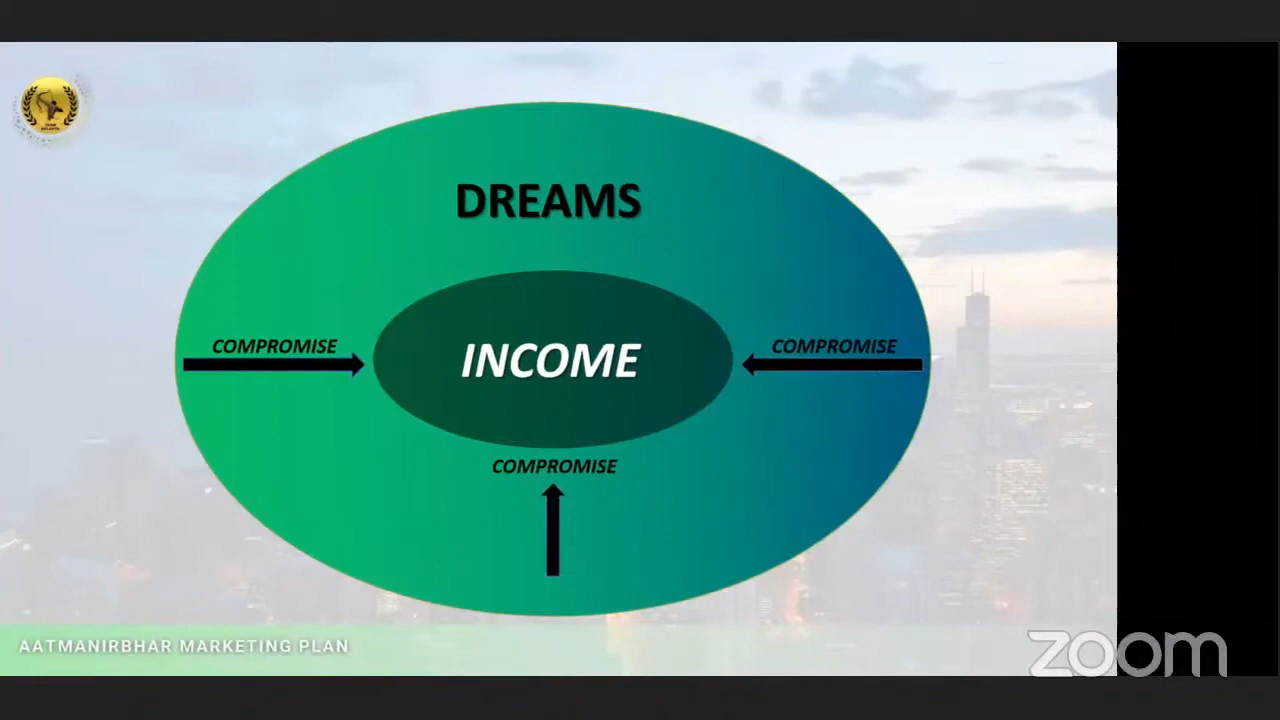 DREAMS
COMPROMISE
INCOME
COMPROMISE
COMPROMISE
AATMANIRBHAR MARKETING PLAN
zoom